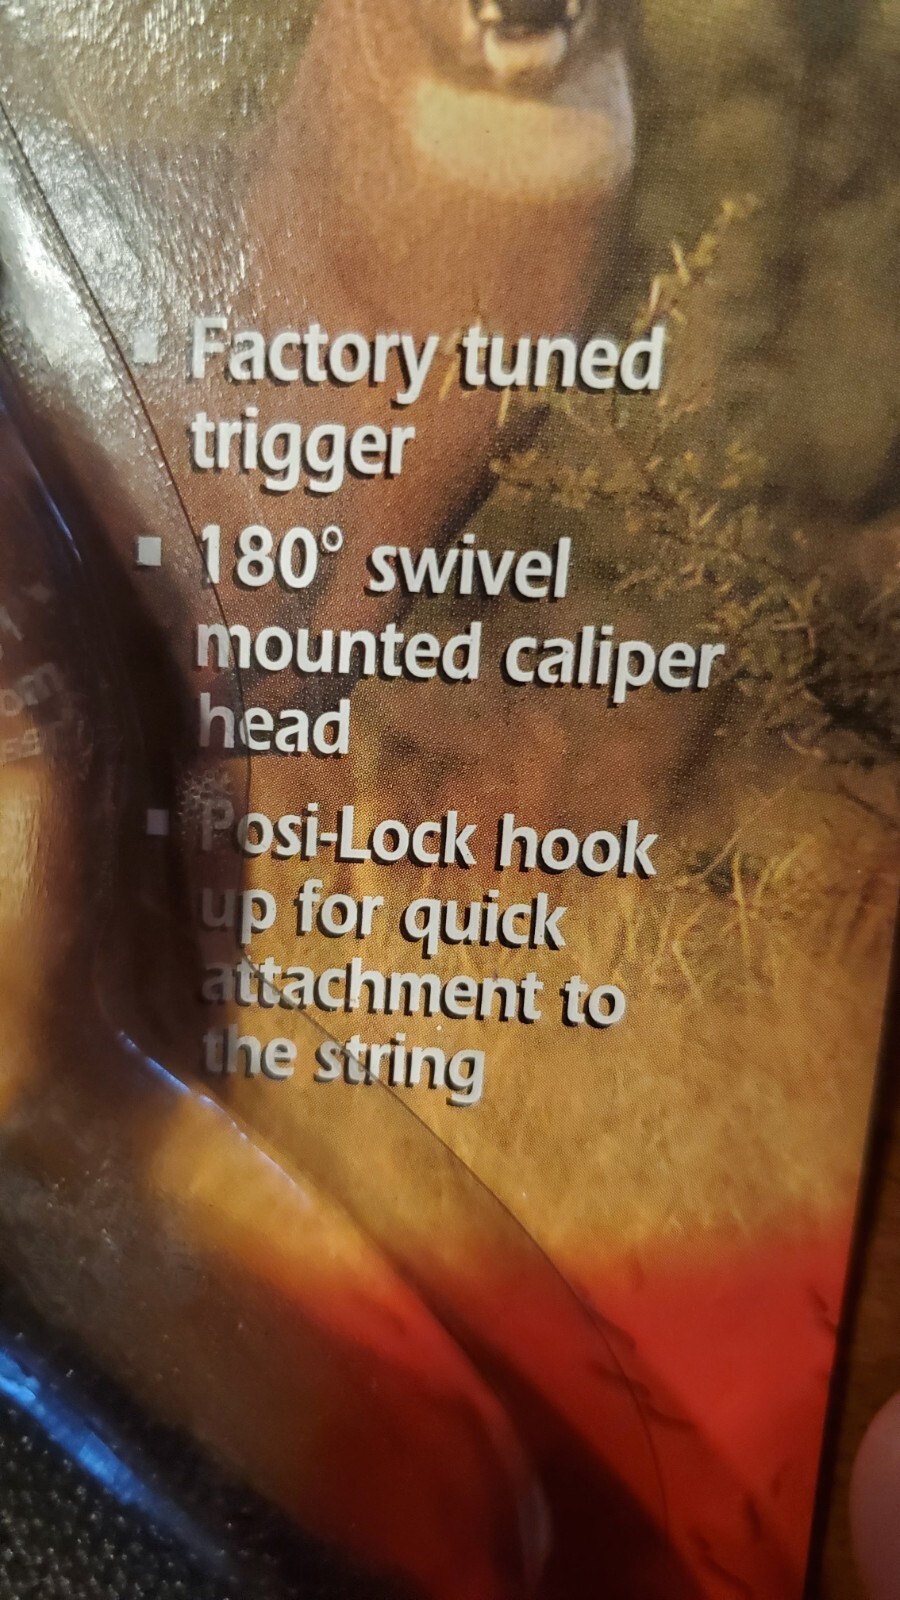 ▪ Factory tuned
trigger
▪ 180° swivel
mounted caliper
head
▪ Posi-Lock hook
up for quick
attachment to
the string